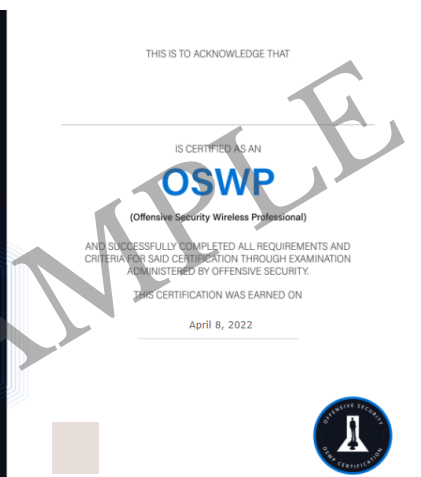 THIS IS TO ACKNOWLEDGE THAT
IS CERTIFIED AS AN
OSWP
(Offensive Security Wireless Professional)
AND SUCCESSFULLY COMPLETED ALL REQUIREMENTS AND
CRITERIA FOR SAID CERTIFICATION THROUGH EXAMINATION
ADMINISTERED BY OFFENSIVE SECURITY.
THIS CERTIFICATION WAS EARNED ON
April 8, 2022
OFFENSIVE SECURITY
OSWP CERTIFICATION
AMPLE